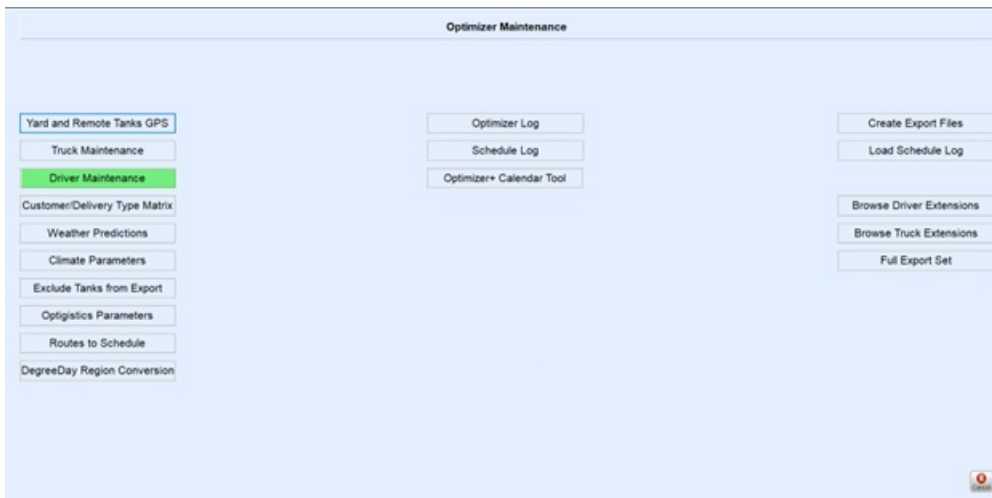 Optimizer Maintenance
Yard and Remote Tanks GPS
Truck Maintenance
Driver Maintenance
Customer/Delivery Type Matrix
Weather Predictions
Climate Parameters
Exclude Tanks from Export
Optigistics Parameters
Routes to Schedule
DegreeDay Region Conversion
Optimizer Log
Schedule Log
Optimizer+ Calendar Tool
Create Export Files
Load Schedule Log
Browse Driver Extensions
Browse Truck Extensions
Full Export Set
Cancel